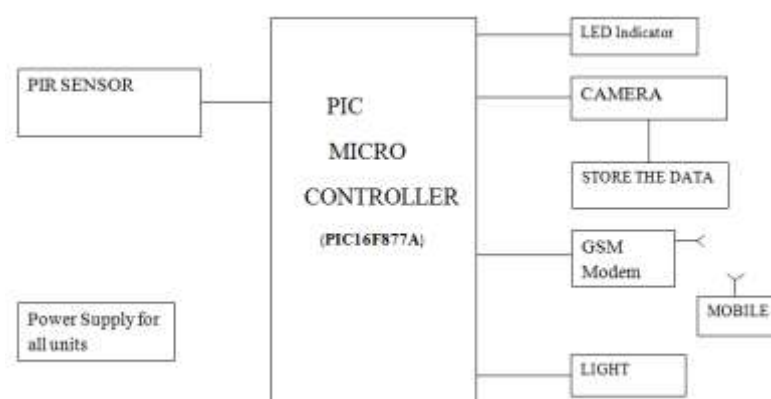 PIR SENSOR
Power Supply for
all units
PIC
MICRO
CONTROLLER
(PIC16F877A)
LED Indicator
CAMERA
STORE THE DATA
GSM
Modem
MOBILE
LIGHT